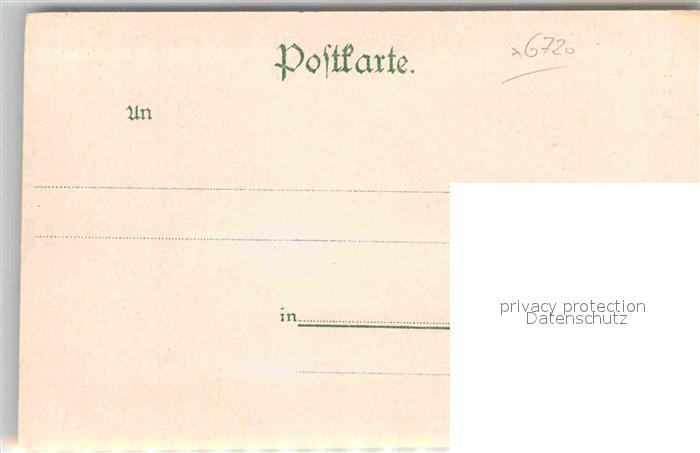 Postkarte.
x6720
An
in
privacy protection
Datenschutz